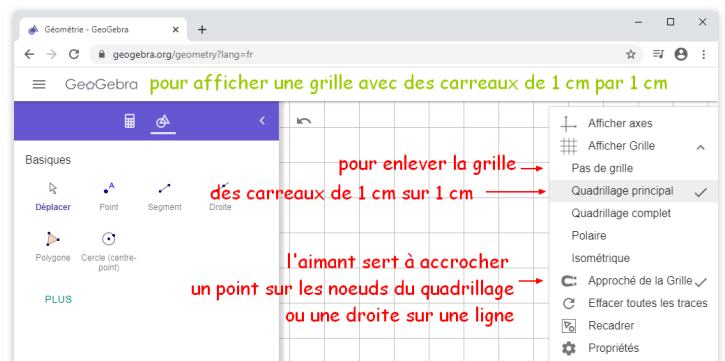 Géométrie - GeoGebra
geogebra.org/geometry?lang=fr
GeoGebra pour afficher une grille avec des carreaux de 1 cm par 1 cm
Basiques
Déplacer
Point
Segment
Droite
Polygone
Cercle (centre-
point)
PLUS
pour enlever la grille
des carreaux de 1 cm sur 1 cm
l'aimant sert à accrocher
un point sur les noeuds du quadrillage
ou une droite sur une ligne
Afficher axes
Afficher Grille
Pas de grille
Quadrillage principal
Quadrillage complet
Polaire
Isométrique
Approché de la Grille
Effacer toutes les traces
Recadrer
Propriétés